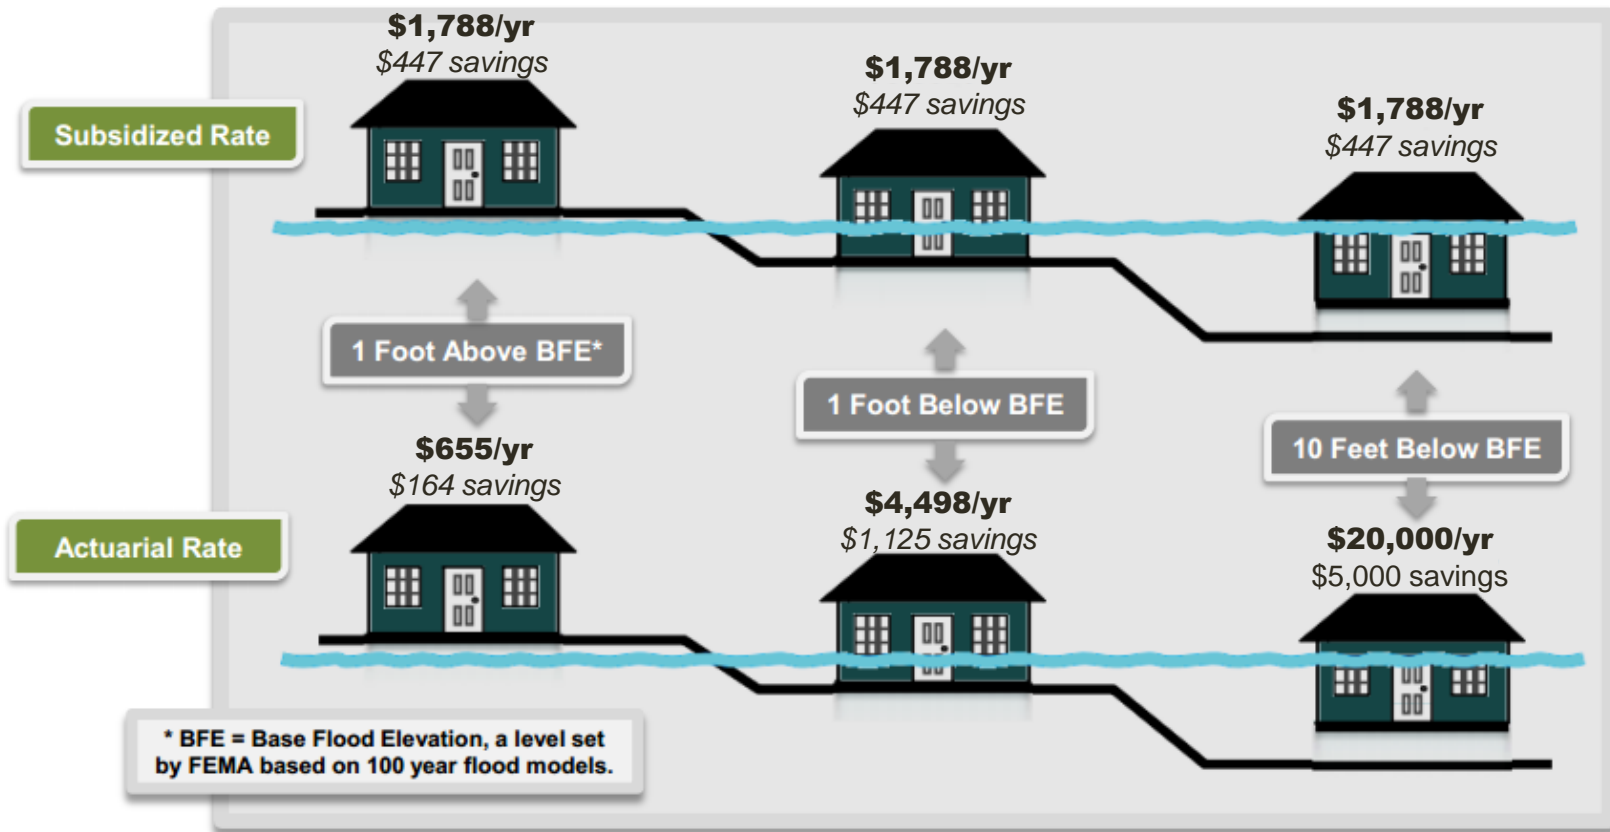 $1,788/yr
$447 savings
$1,788/yr
$447 savings
$1,788/yr
$447 savings
Subsidized Rate
1 Foot Above BFE*
1 Foot Below BFE
10 Feet Below BFE
$655/yr
$164 savings
$4,498/yr
$1,125 savings
$20,000/yr
$5,000 savings
Actuarial Rate
* BFE = Base Flood Elevation, a level set
by FEMA based on 100 year flood models.